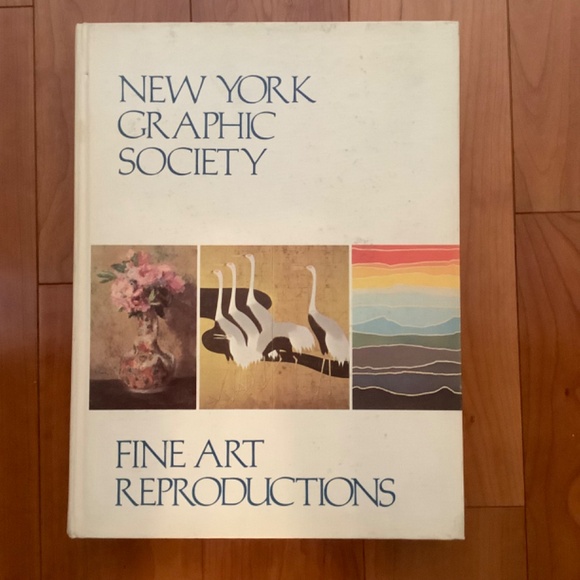 NEW YORK
GRAPHIC
SOCIETY
FINE ART
REPRODUCTIONS